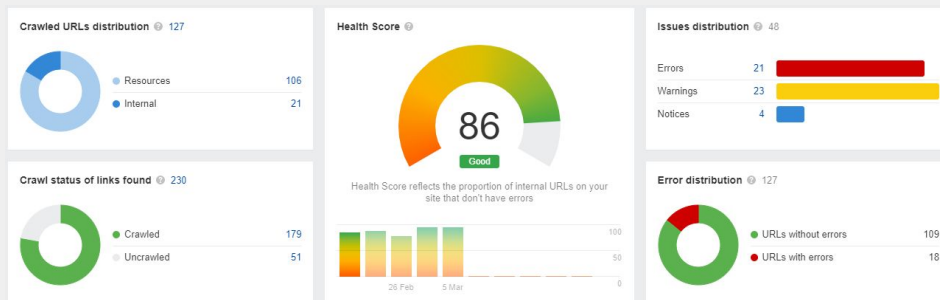 Crawled URLs distribution ? 127
Resources 106
Internal 21
Crawl status of links found ? 230
Crawled 179
Uncrawled 51
Health Score ?
86
Good
Health Score reflects the proportion of internal URLs on your
site that don't have errors
100
50
0
26 Feb 5 Mar
Issues distribution ? 48
Errors 21
Warnings 23
Notices 4
Error distribution ? 127
URLs without errors 109
URLs with errors 18